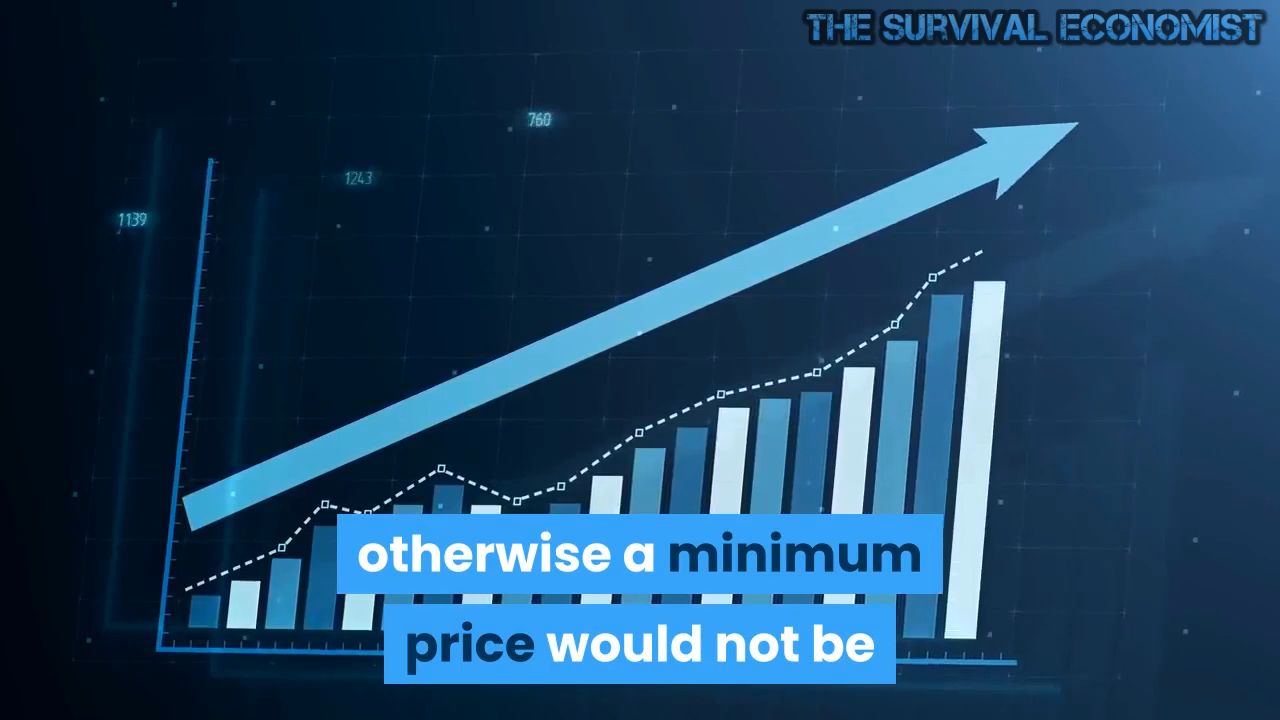 THE SURVIVAL ECONOMIST
760
1243
1139
otherwise a minimum
price would not be